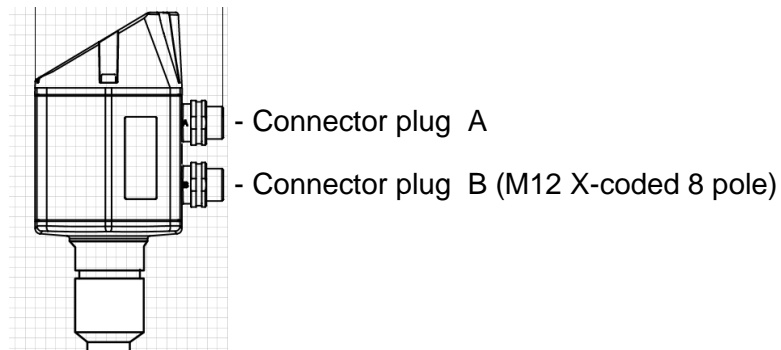 - Connector plug A
- Connector plug B (M12 X-coded 8 pole)